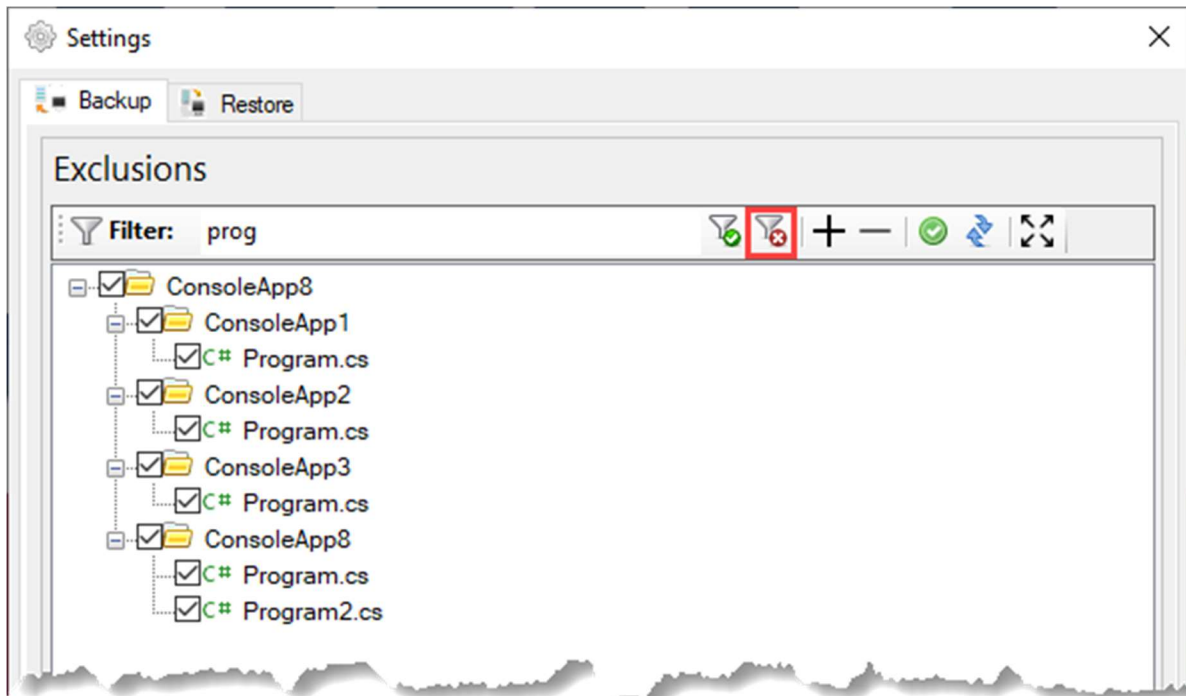 Settings
Backup Restore
Exclusions
Filter: prog
ConsoleApp8
ConsoleApp1
C# Program.cs
ConsoleApp2
C# Program.cs
ConsoleApp3
C# Program.cs
ConsoleApp8
C# Program.cs
C# Program2.cs